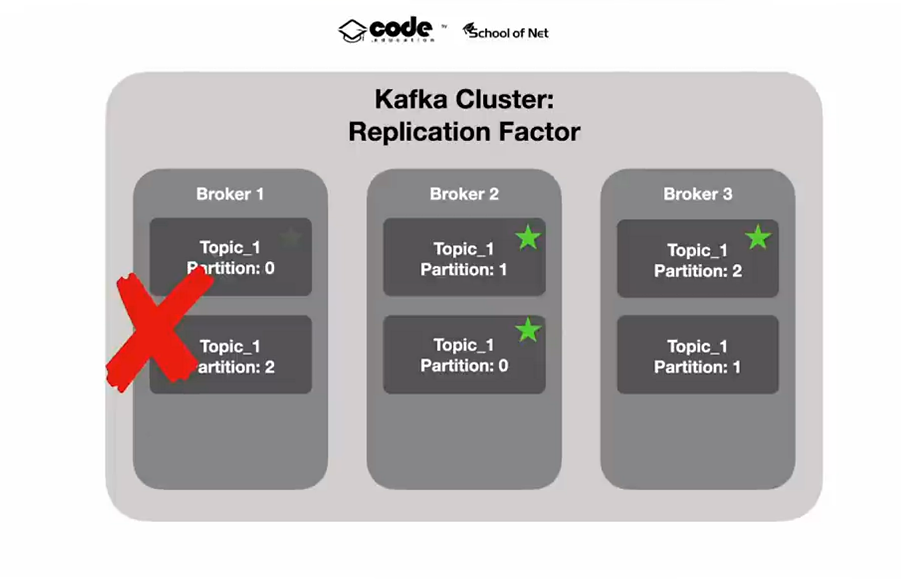 code by
.education
School of Net
Kafka Cluster:
Replication Factor
Broker 1
Topic_1
Partition: 0
Topic_1
Partition: 2
Broker 2
Topic_1
Partition: 1
Topic_1
Partition: 0
Broker 3
Topic_1
Partition: 2
Topic_1
Partition: 1